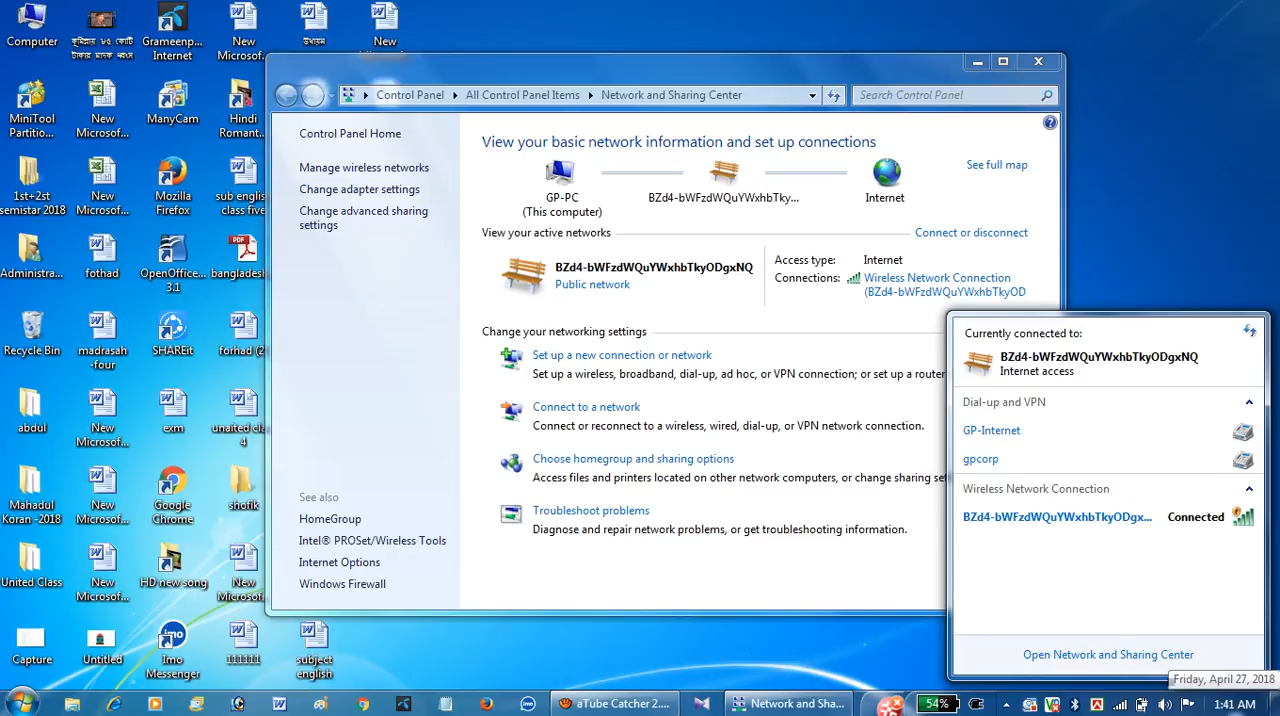 Computer
কুমিল্লায় ৮৫ কোটি
টাকার মাদক ধ্বংস
Grameenp...
Internet
New
Microsof...
উধায়ন
New
MiniTool
Partitio...
New
Microsof...
ManyCam
Hindi
Romant...
1st+2st
semistar 2018
New
Microsof...
Mozilla
Firefox
sub english
class five
Administra...
fothad
OpenOffice...
3.1
bangladesh
Recycle Bin
madrasah
-four
SHAREit
forhad (2
abdul
New
Microsof...
exm
unaited cla
4
Mahadul
Koran -2018
New
Microsof...
Google
Chrome
shofik
United Class
New
Microsof...
HD new song
New
Microsof...
Capture
Untitled
Imo
Messenger
111111
subject
english
Control Panel
All Control Panel Items
Network and Sharing Center
Search Control Panel
Control Panel Home
Manage wireless networks
Change adapter settings
Change advanced sharing
settings
See also
HomeGroup
Intel® PROSet/Wireless Tools
Internet Options
Windows Firewall
View your basic network information and set up connections
See full map
GP-PC
(This computer)
BZd4-bWFzdWQuYWxhbTky...
Internet
View your active networks
Connect or disconnect
BZd4-bWFzdWQuYWxhbTkyODgxNQ
Public network
Access type: Internet
Connections: Wireless Network Connection
(BZd4-bWFzdWQuYWxhbTkyOD
Change your networking settings
Set up a new connection or network
Set up a wireless, broadband, dial-up, ad hoc, or VPN connection; or set up a router
Connect to a network
Connect or reconnect to a wireless, wired, dial-up, or VPN network connection.
Choose homegroup and sharing options
Access files and printers located on other network computers, or change sharing set
Troubleshoot problems
Diagnose and repair network problems, or get troubleshooting information.
Currently connected to:
BZd4-bWFzdWQuYWxhbTkyODgxNQ
Internet access
Dial-up and VPN
GP-Internet
gpcorp
Wireless Network Connection
BZd4-bWFzdWQuYWxhbTkyODgx... Connected
Open Network and Sharing Center
Friday, April 27, 2018
aTube Catcher 2....
Network and Sha...
54%
1:41 AM